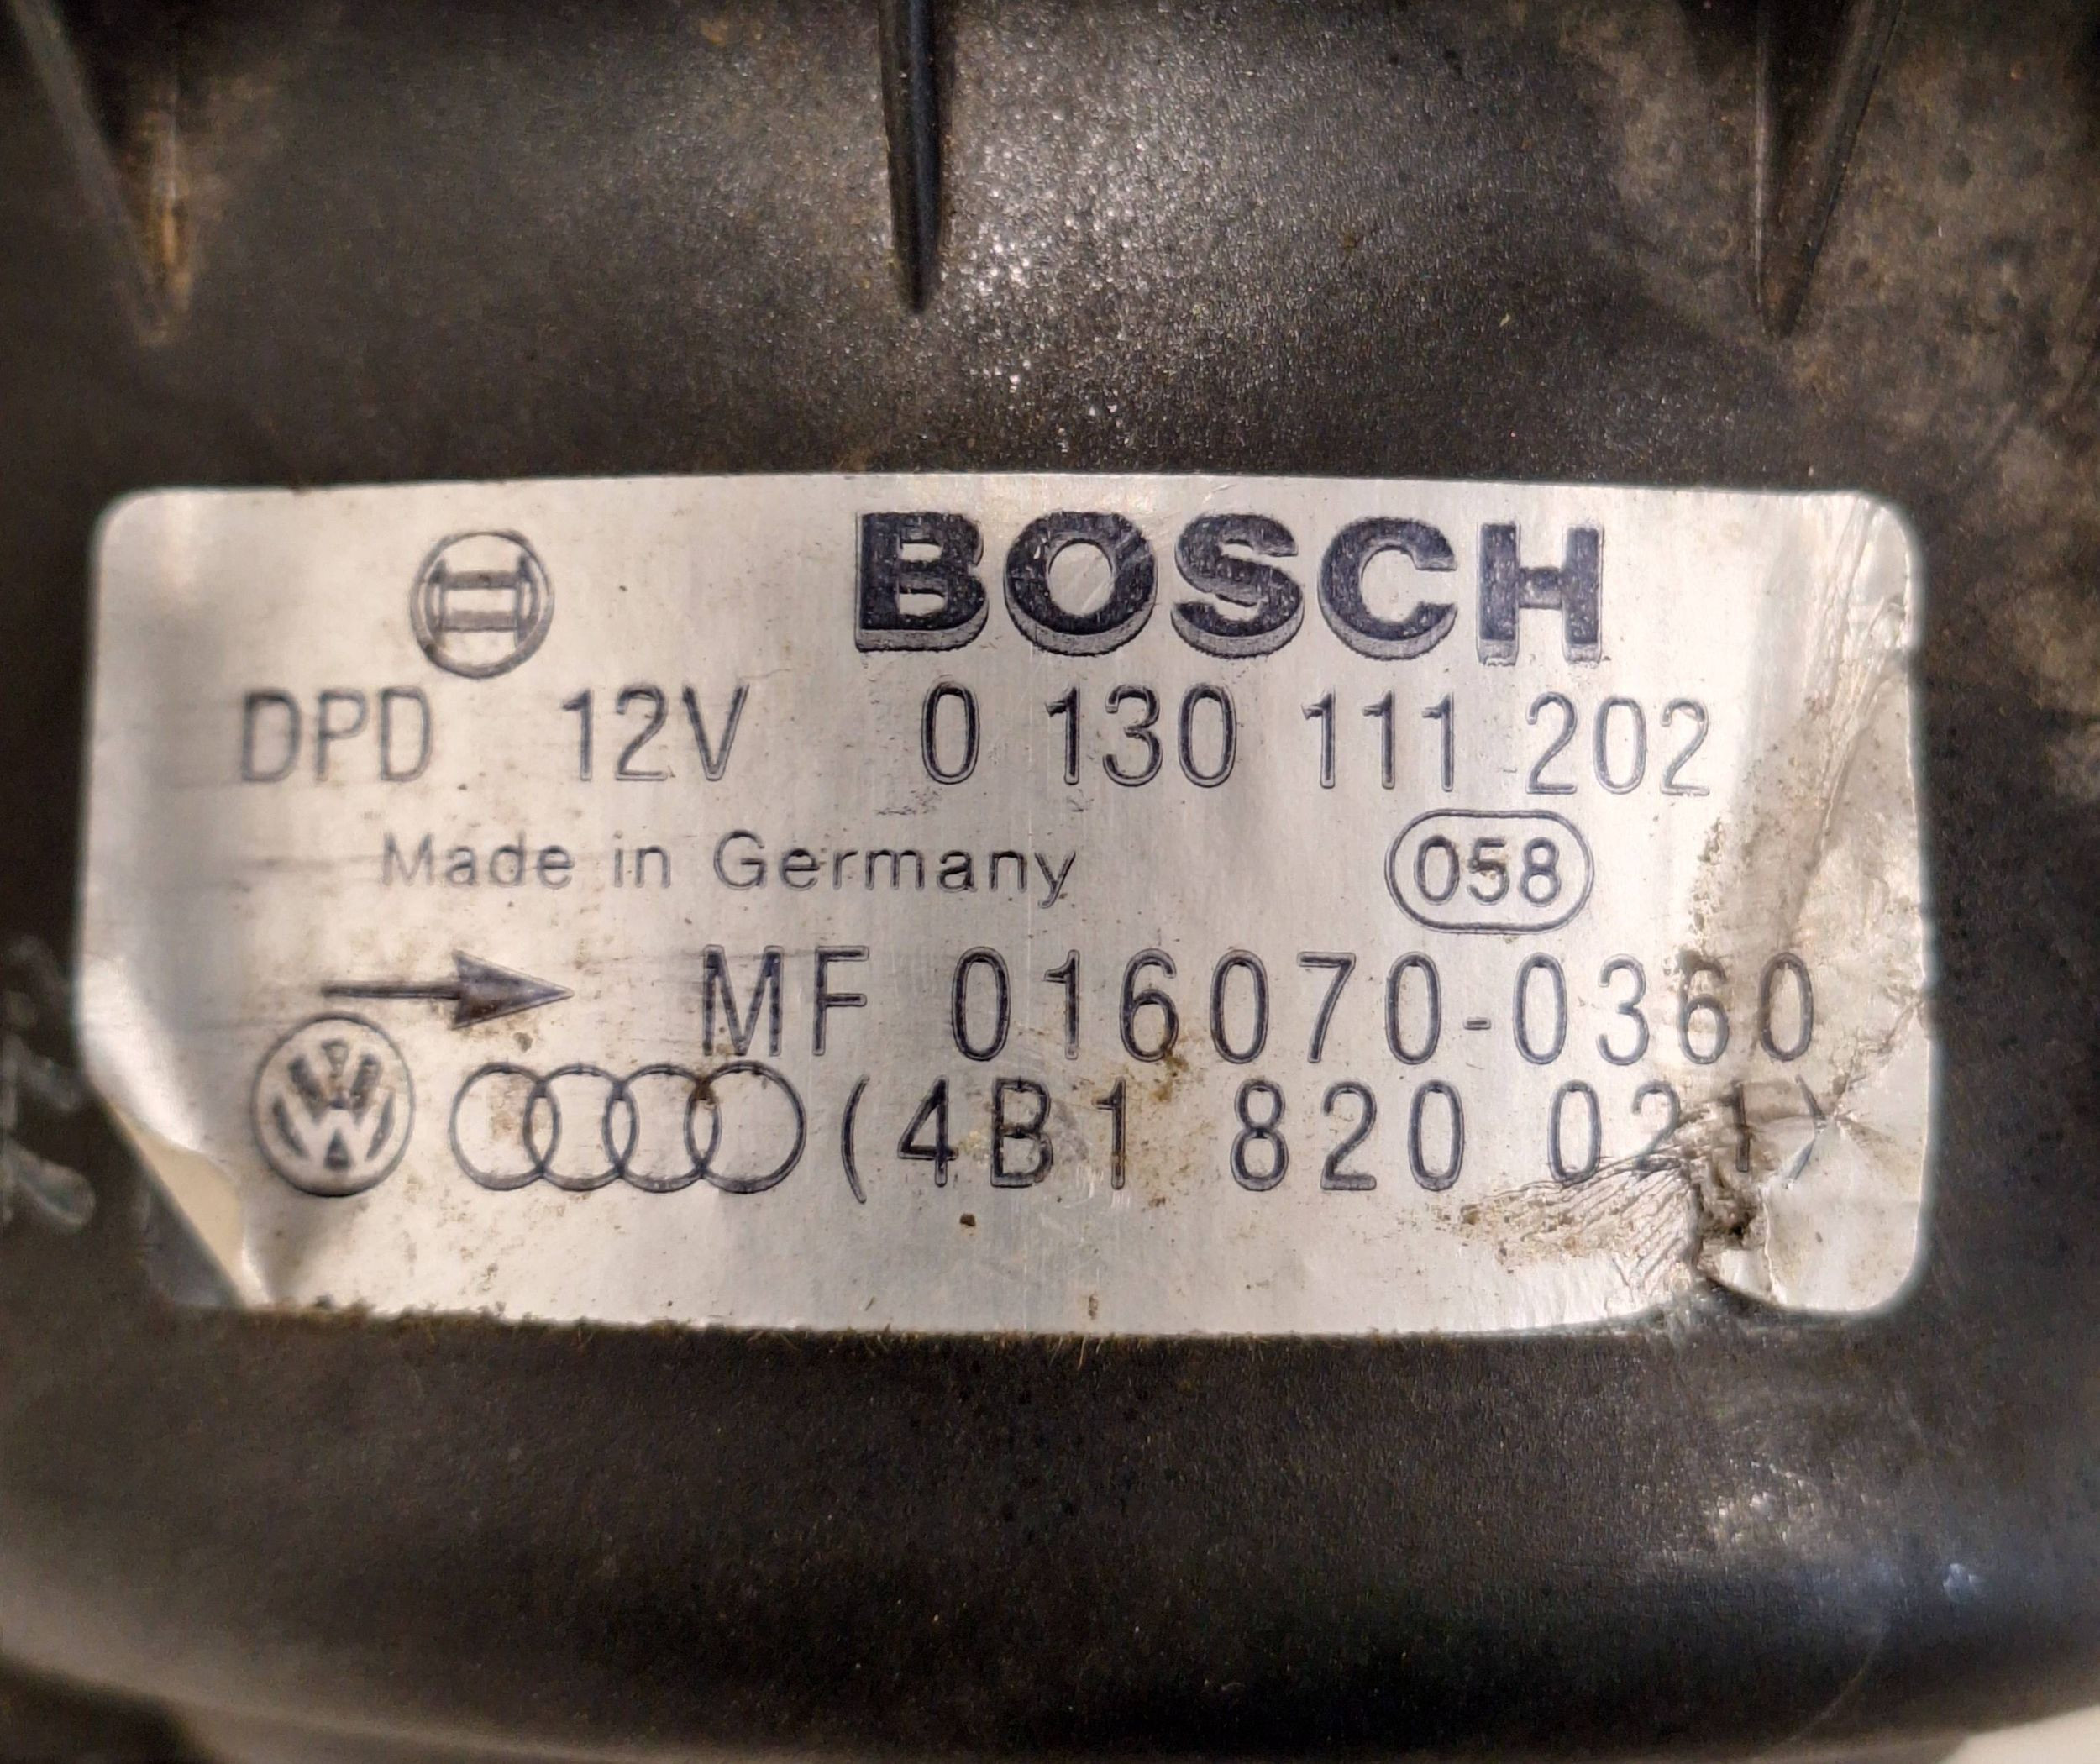 BOSCH
DPD 12V 0 130 111 202
Made in Germany 058
MF 016070-0360
(4B1 820 021)